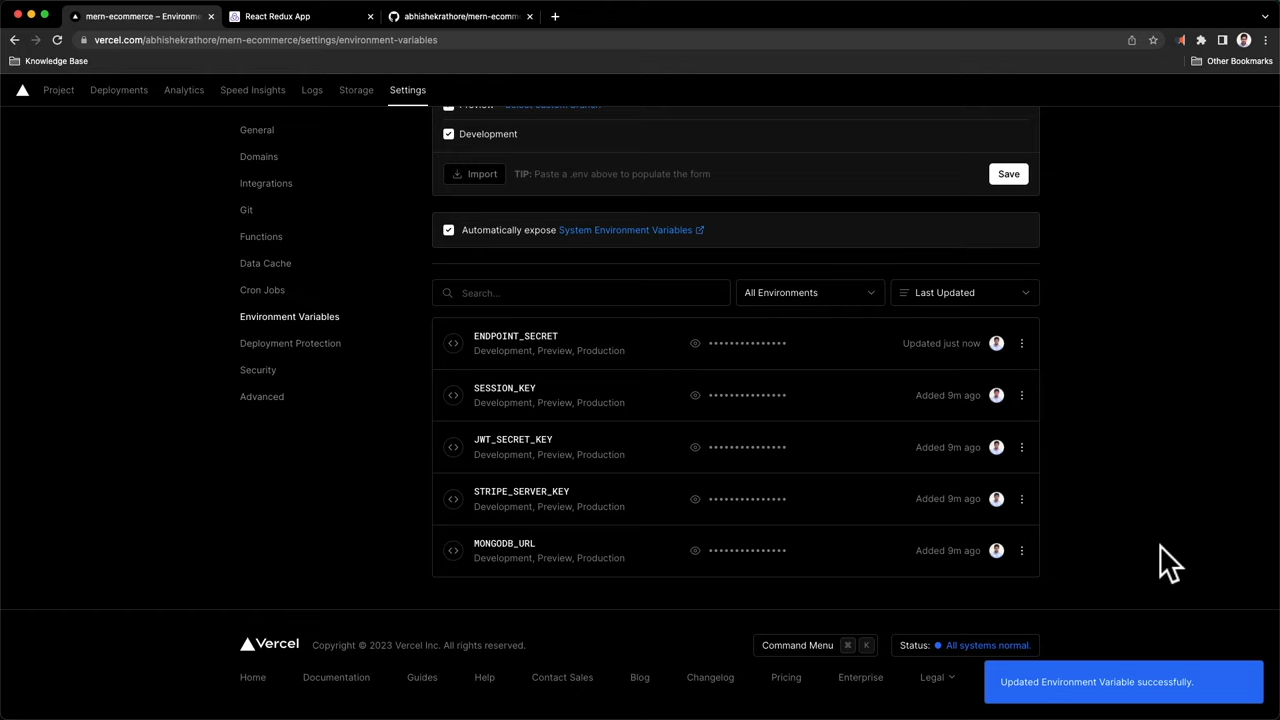 mern-ecommerce – Environme
React Redux App
abhishekrathore/mern-ecomm
vercel.com/abhishekrathore/mern-ecommerce/settings/environment-variables
Knowledge Base
Other Bookmarks
Project
Deployments
Analytics
Speed Insights
Logs
Storage
Settings
General
Domains
Integrations
Git
Functions
Data Cache
Cron Jobs
Environment Variables
Deployment Protection
Security
Advanced
Development
Import
TIP: Paste a .env above to populate the form
Save
Automatically expose System Environment Variables
Search...
All Environments
Last Updated
ENDPOINT_SECRET
Development, Preview, Production
Updated just now
SESSION_KEY
Development, Preview, Production
Added 9m ago
JWT_SECRET_KEY
Development, Preview, Production
Added 9m ago
STRIPE_SERVER_KEY
Development, Preview, Production
Added 9m ago
MONGODB_URL
Development, Preview, Production
Added 9m ago
Vercel
Copyright © 2023 Vercel Inc. All rights reserved.
Command Menu ⌘ K
Status: All systems normal.
Home
Documentation
Guides
Help
Contact Sales
Blog
Changelog
Pricing
Enterprise
Legal
Updated Environment Variable successfully.